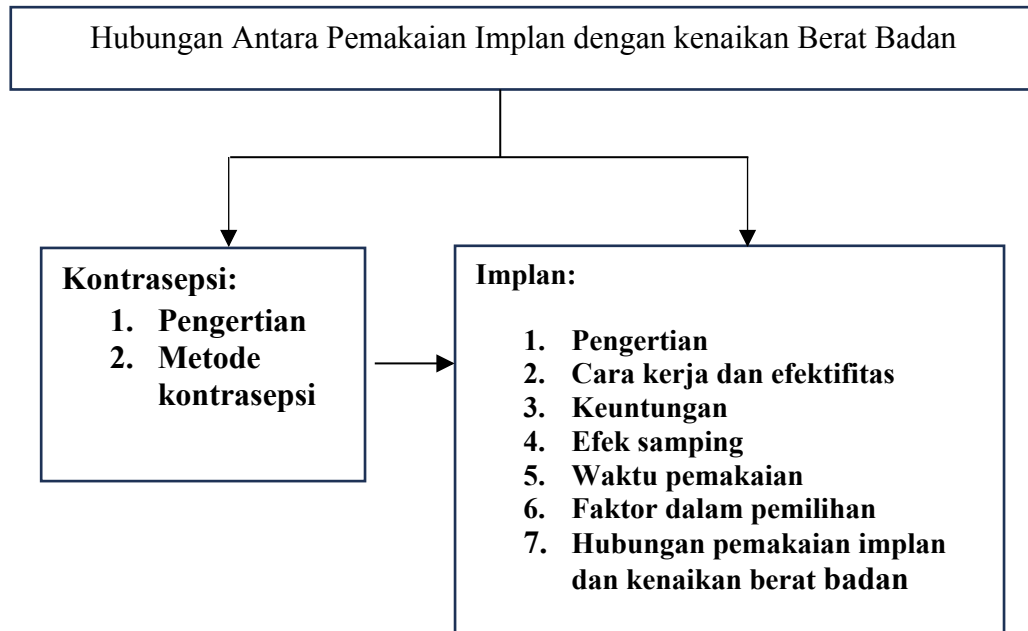 Hubungan Antara Pemakaian Implan dengan kenaikan Berat Badan
Kontrasepsi:
1. Pengertian
2. Metode
kontrasepsi
Implan:
1. Pengertian
2. Cara kerja dan efektifitas
3. Keuntungan
4. Efek samping
5. Waktu pemakaian
6. Faktor dalam pemilihan
7. Hubungan pemakaian implan
dan kenaikan berat badan